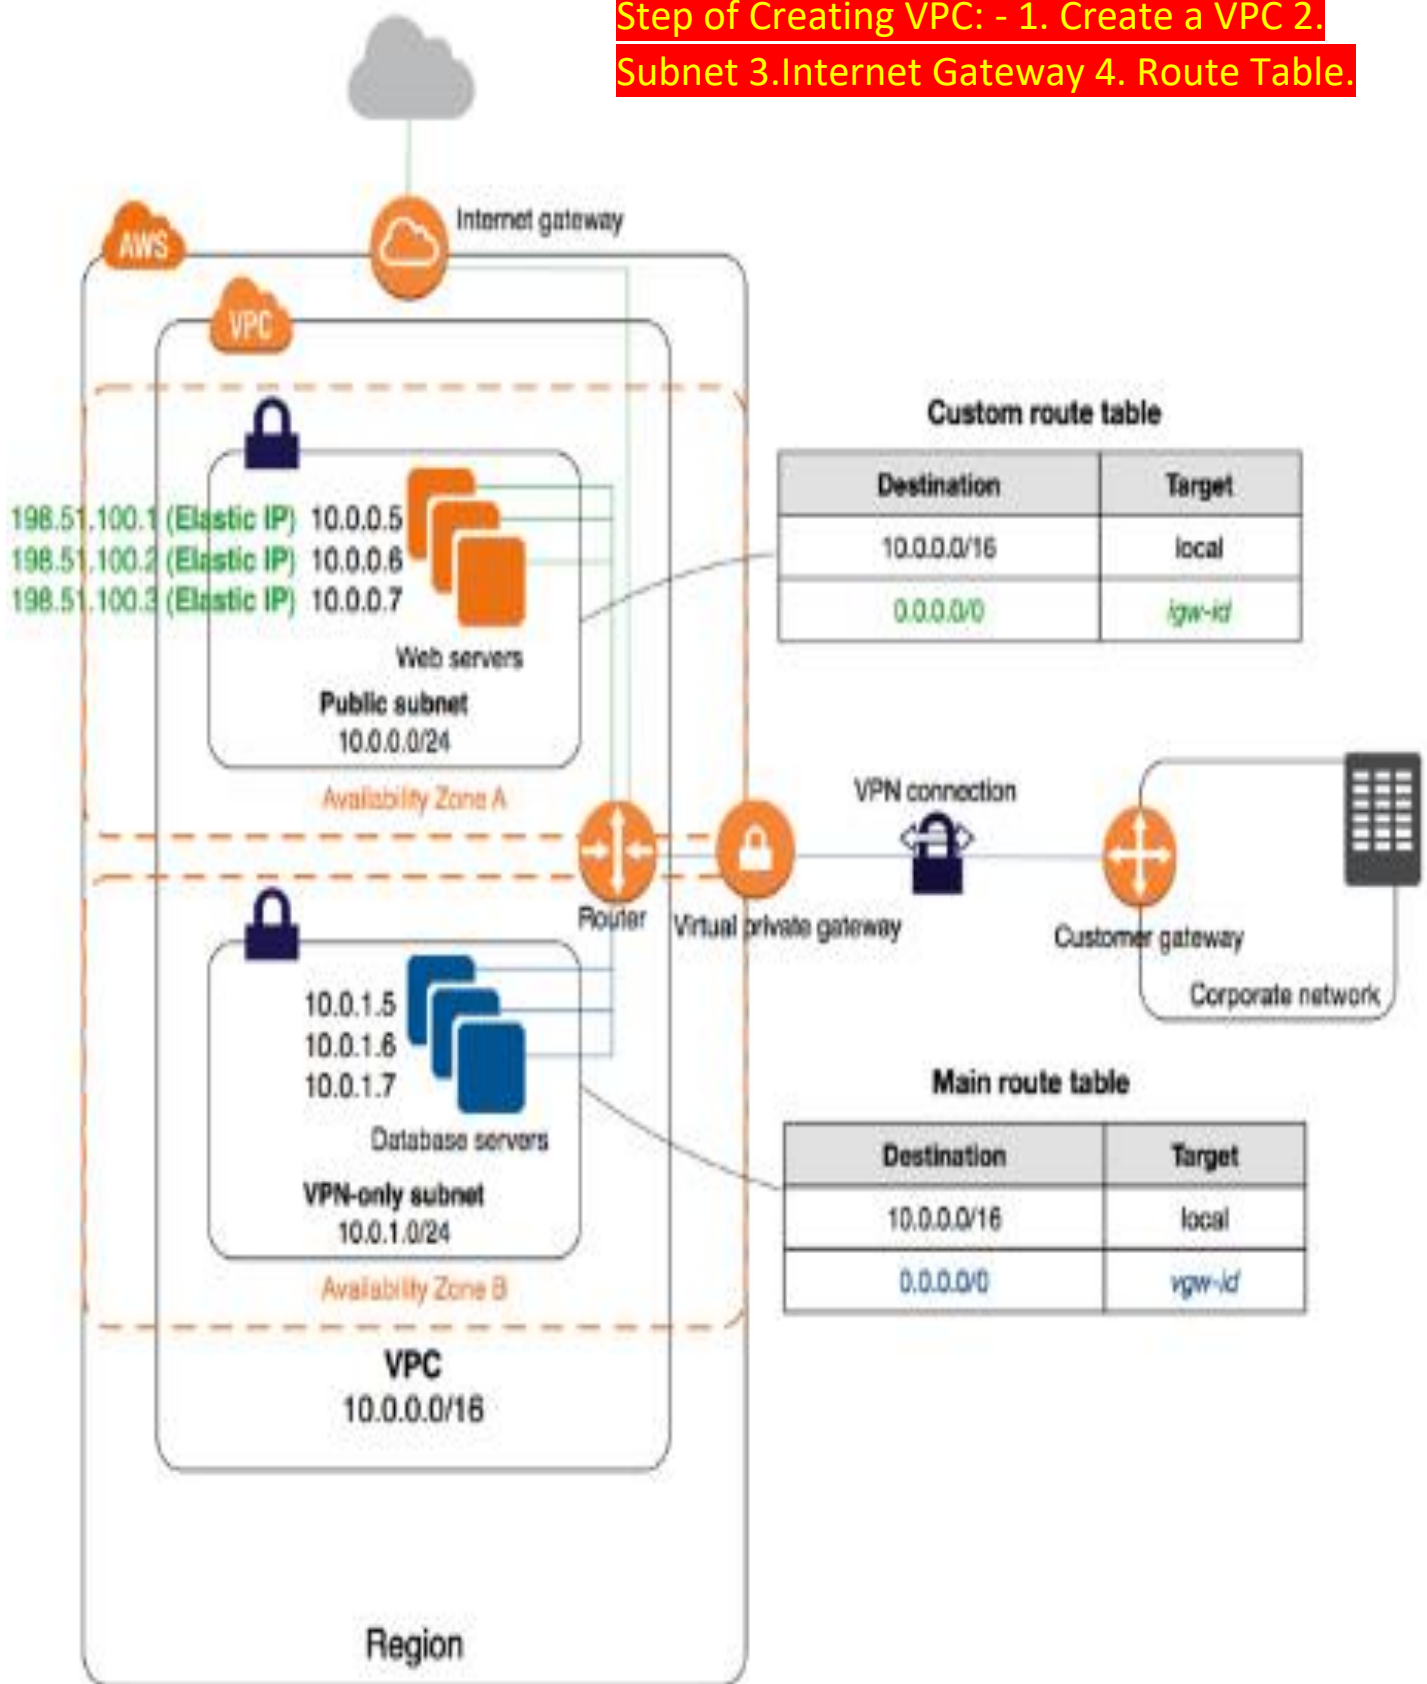 Step of Creating VPC: - 1. Create a VPC 2.
Subnet 3.Internet Gateway 4. Route Table.
Internet gateway
AWS
VPC
Custom route table
Destination Target
10.0.0.0/16 local
0.0.0.0/0 igw-id
198.51.100.1 (Elastic IP) 10.0.0.5
198.51.100.2 (Elastic IP) 10.0.0.6
198.51.100.3 (Elastic IP) 10.0.0.7
Web servers
Public subnet
10.0.0.0/24
Availability Zone A
VPN connection
Router
Virtual private gateway
Customer gateway
Corporate network
10.0.1.5
10.0.1.6
10.0.1.7
Database servers
VPN-only subnet
10.0.1.0/24
Availability Zone B
Main route table
Destination Target
10.0.0.0/16 local
0.0.0.0/0 vgw-id
VPC
10.0.0.0/16
Region